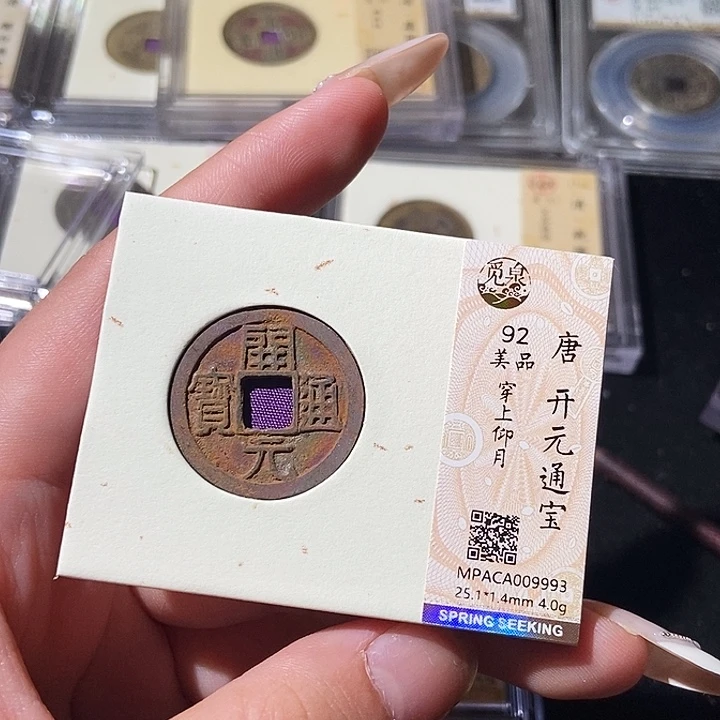 開
通
元
寶
觅泉
唐 开元通宝
92
美品
穿上仰月
MPACA009993
25.1*1.4mm 4.0g
SPRING SEEKING